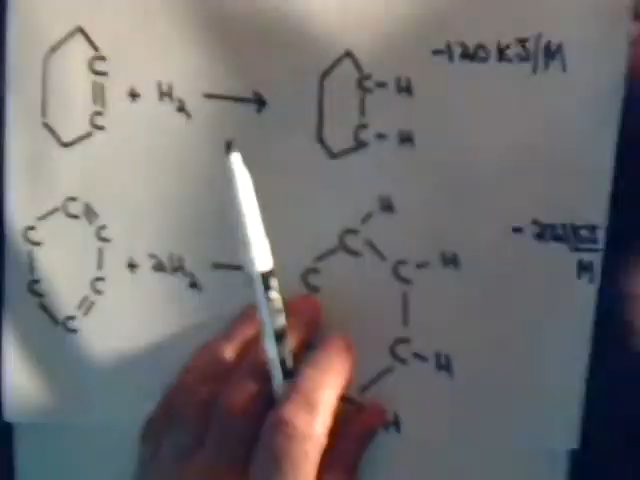 C = C + H₂ → C-H C-H -120 KJ/M
C C C C C C + 2H₂ — C-H C-H C C-H H